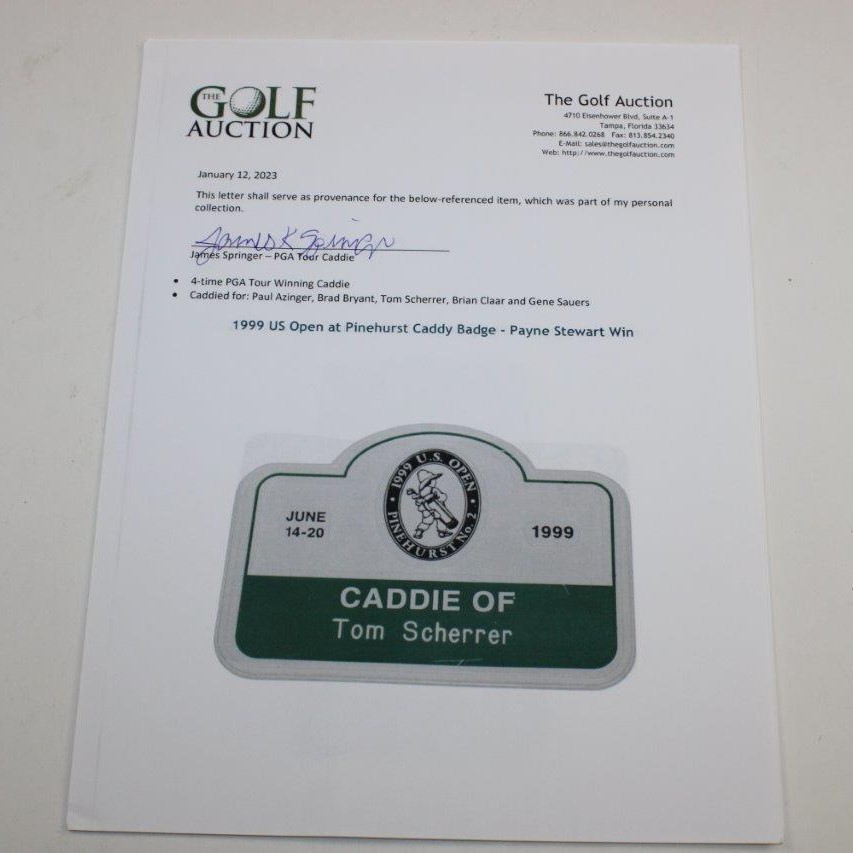 THE
GOLF
AUCTION
The Golf Auction
4710 Eisenhower Blvd, Suite A-1
Tampa, Florida 33634
Phone: 866.842.0268 Fax: 813.854.2340
E-Mail: sales@thegolfauction.com
Web: http://www.thegolfauction.com
January 12, 2023
This letter shall serve as provenance for the below-referenced item, which was part of my personal
collection.
James K Springer
James Springer – PGA Tour Caddie
• 4-time PGA Tour Winning Caddie
• Caddied for: Paul Azinger, Brad Bryant, Tom Scherrer, Brian Claar and Gene Sauers
1999 US Open at Pinehurst Caddy Badge - Payne Stewart Win
• 1999 U.S. OPEN •
PINEHURST No. 2
JUNE
14-20
1999
CADDIE OF
Tom Scherrer